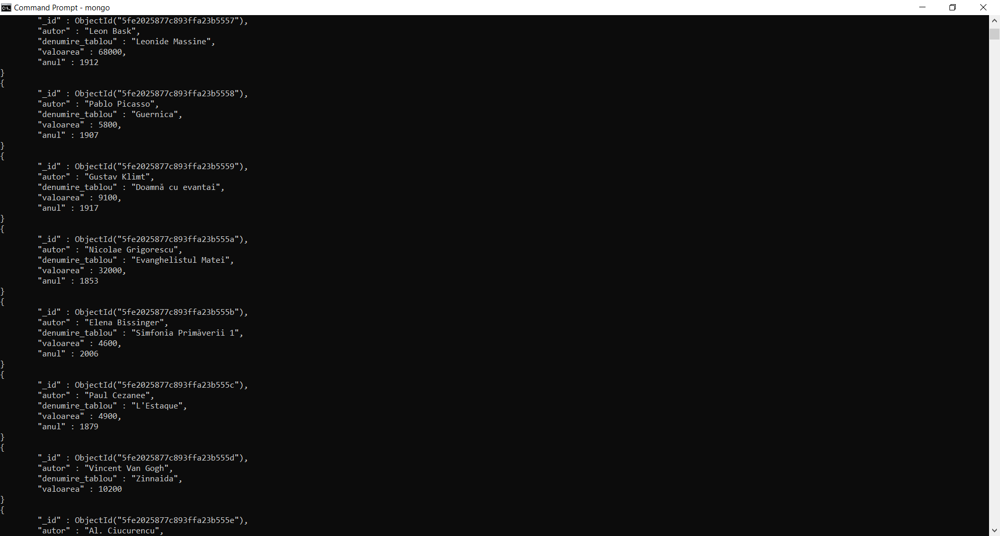 Command Prompt - mongo
"_id" : ObjectId("5fe2025877c893ffa23b5557"),
"autor" : "Leon Bask",
"denumire_tablou" : "Leonide Massine",
"valoarea" : 68000,
"anul" : 1912
}
{
"_id" : ObjectId("5fe2025877c893ffa23b5558"),
"autor" : "Pablo Picasso",
"denumire_tablou" : "Guernica",
"valoarea" : 5800,
"anul" : 1907
}
{
"_id" : ObjectId("5fe2025877c893ffa23b5559"),
"autor" : "Gustav Klimt",
"denumire_tablou" : "Doamnă cu evantai",
"valoarea" : 9100,
"anul" : 1917
}
{
"_id" : ObjectId("5fe2025877c893ffa23b555a"),
"autor" : "Nicolae Grigorescu",
"denumire_tablou" : "Evanghelistul Matei",
"valoarea" : 32000,
"anul" : 1853
}
{
"_id" : ObjectId("5fe2025877c893ffa23b555b"),
"autor" : "Elena Bissinger",
"denumire_tablou" : "Simfonia Primăverii 1",
"valoarea" : 4600,
"anul" : 2006
}
{
"_id" : ObjectId("5fe2025877c893ffa23b555c"),
"autor" : "Paul Cezanee",
"denumire_tablou" : "L'Estaque",
"valoarea" : 4900,
"anul" : 1879
}
{
"_id" : ObjectId("5fe2025877c893ffa23b555d"),
"autor" : "Vincent Van Gogh",
"denumire_tablou" : "Zinnaida",
"valoarea" : 10200
}
{
"_id" : ObjectId("5fe2025877c893ffa23b555e"),
"autor" : "Al. Ciucurencu",